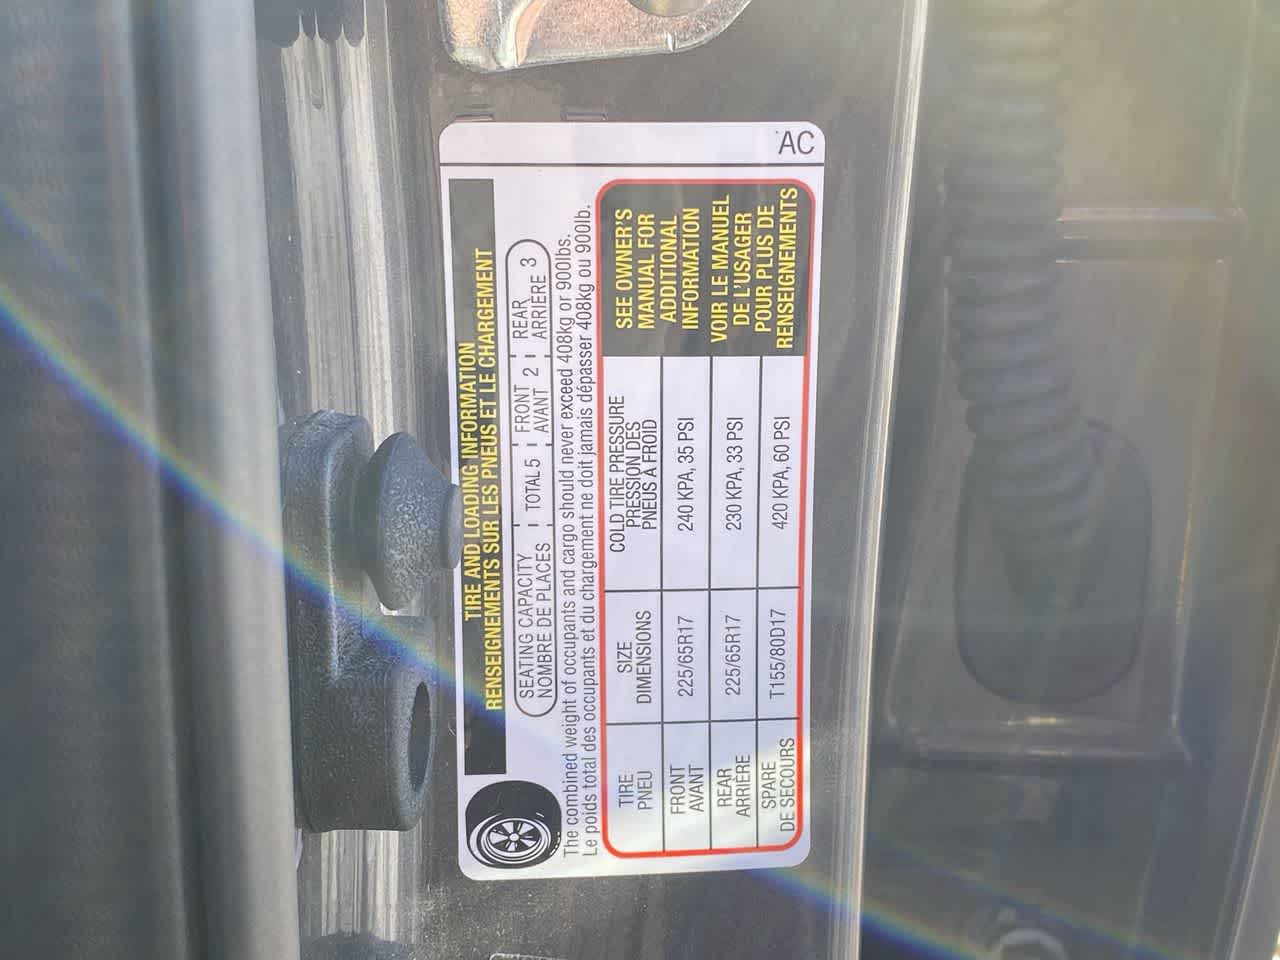 AC
TIRE AND LOADING INFORMATION
RENSEIGNEMENTS SUR LES PNEUS ET LE CHARGEMENT
SEATING CAPACITY TOTAL 5 FRONT 2 REAR 3
NOMBRE DE PLACES AVANT ARRIÈRE
The combined weight of occupants and cargo should never exceed 408kg or 900lbs.
Le poids total des occupants et du chargement ne doit jamais dépasser 408kg ou 900lb.
TIRE SIZE COLD TIRE PRESSURE
PNEU DIMENSIONS PRESSION DES
PNEUS À FROID
FRONT 225/65R17 240 KPA, 35 PSI
AVANT
REAR 225/65R17 230 KPA, 33 PSI
ARRIÈRE
SPARE T155/80D17 420 KPA, 60 PSI
DE SECOURS
SEE OWNER'S
MANUAL FOR
ADDITIONAL
INFORMATION
VOIR LE MANUEL
DE L'USAGER
POUR PLUS DE
RENSEIGNEMENTS